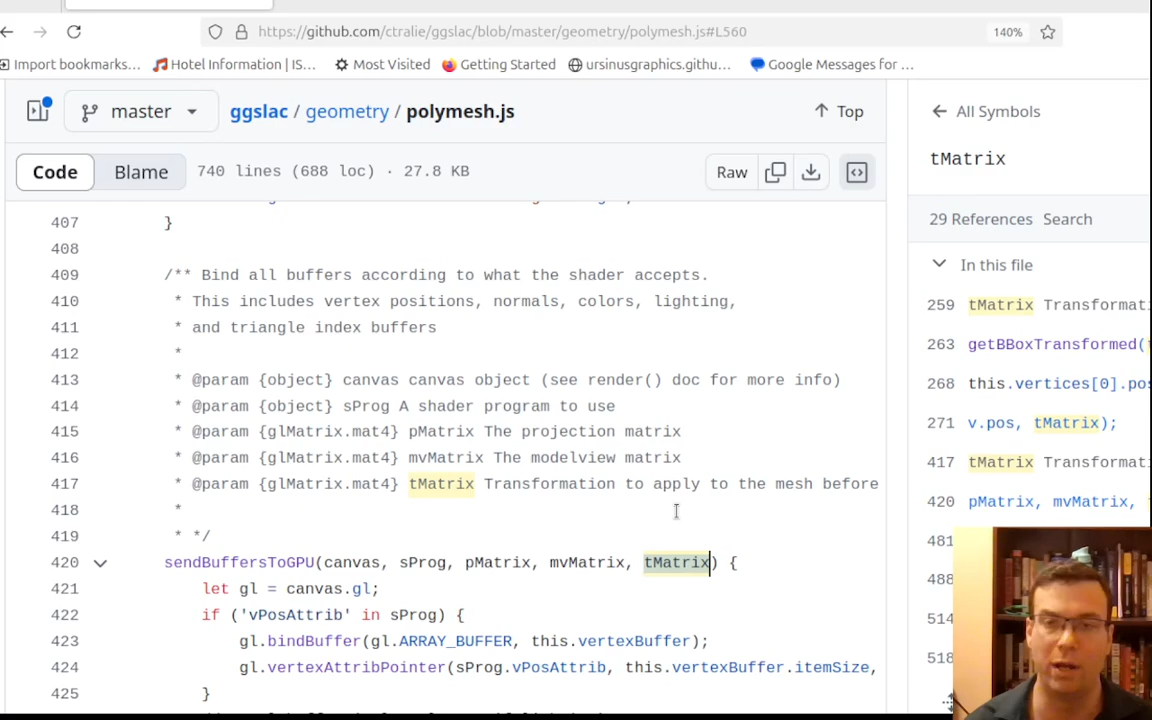 https://github.com/ctralie/ggslac/blob/master/geometry/polymesh.js#L560
140%
Import bookmarks...
Hotel Information | IS...
Most Visited
Getting Started
ursinusgraphics.githu...
Google Messages for ...
master
ggslac / geometry / polymesh.js
Top
All Symbols
tMatrix
Code
Blame
740 lines (688 loc) · 27.8 KB
Raw
29 References
Search
In this file
407 }
408
409 /** Bind all buffers according to what the shader accepts.
410 * This includes vertex positions, normals, colors, lighting,
411 * and triangle index buffers
412 *
413 * @param {object} canvas canvas object (see render() doc for more info)
414 * @param {object} sProg A shader program to use
415 * @param {glMatrix.mat4} pMatrix The projection matrix
416 * @param {glMatrix.mat4} mvMatrix The modelview matrix
417 * @param {glMatrix.mat4} tMatrix Transformation to apply to the mesh before
418 *
419 * */
420 sendBuffersToGPU(canvas, sProg, pMatrix, mvMatrix, tMatrix) {
421 let gl = canvas.gl;
422 if ('vPosAttrib' in sProg) {
423 gl.bindBuffer(gl.ARRAY_BUFFER, this.vertexBuffer);
424 gl.vertexAttribPointer(sProg.vPosAttrib, this.vertexBuffer.itemSize,
425 }
259 tMatrix Transformati
263 getBBoxTransformed(
268 this.vertices[0].pos
271 v.pos, tMatrix);
417 tMatrix Transformati
420 pMatrix, mvMatrix,
481
488
514
518